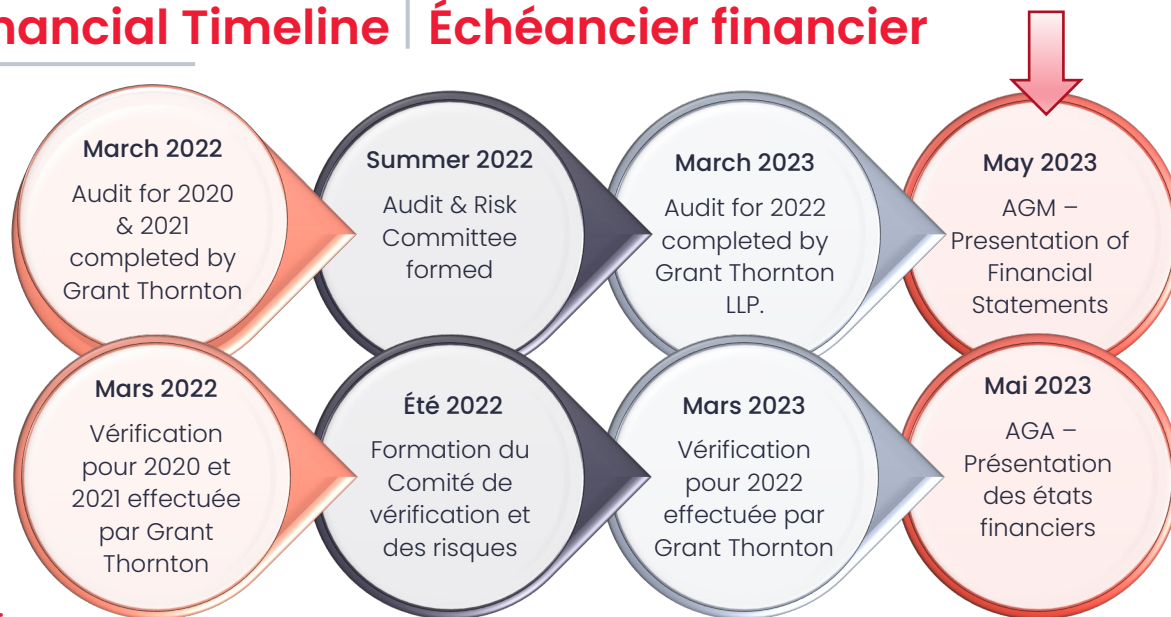 nancial Timeline | Échéancier financier
March 2022
Audit for 2020
& 2021
completed by
Grant Thornton
Summer 2022
Audit & Risk
Committee
formed
March 2023
Audit for 2022
completed by
Grant Thornton
LLP.
May 2023
AGM –
Presentation of
Financial
Statements
Mars 2022
Vérification
pour 2020 et
2021 effectuée
par Grant
Thornton
Été 2022
Formation du
Comité de
vérification et
des risques
Mars 2023
Vérification
pour 2022
effectuée par
Grant Thornton
Mai 2023
AGA –
Présentation
des états
financiers